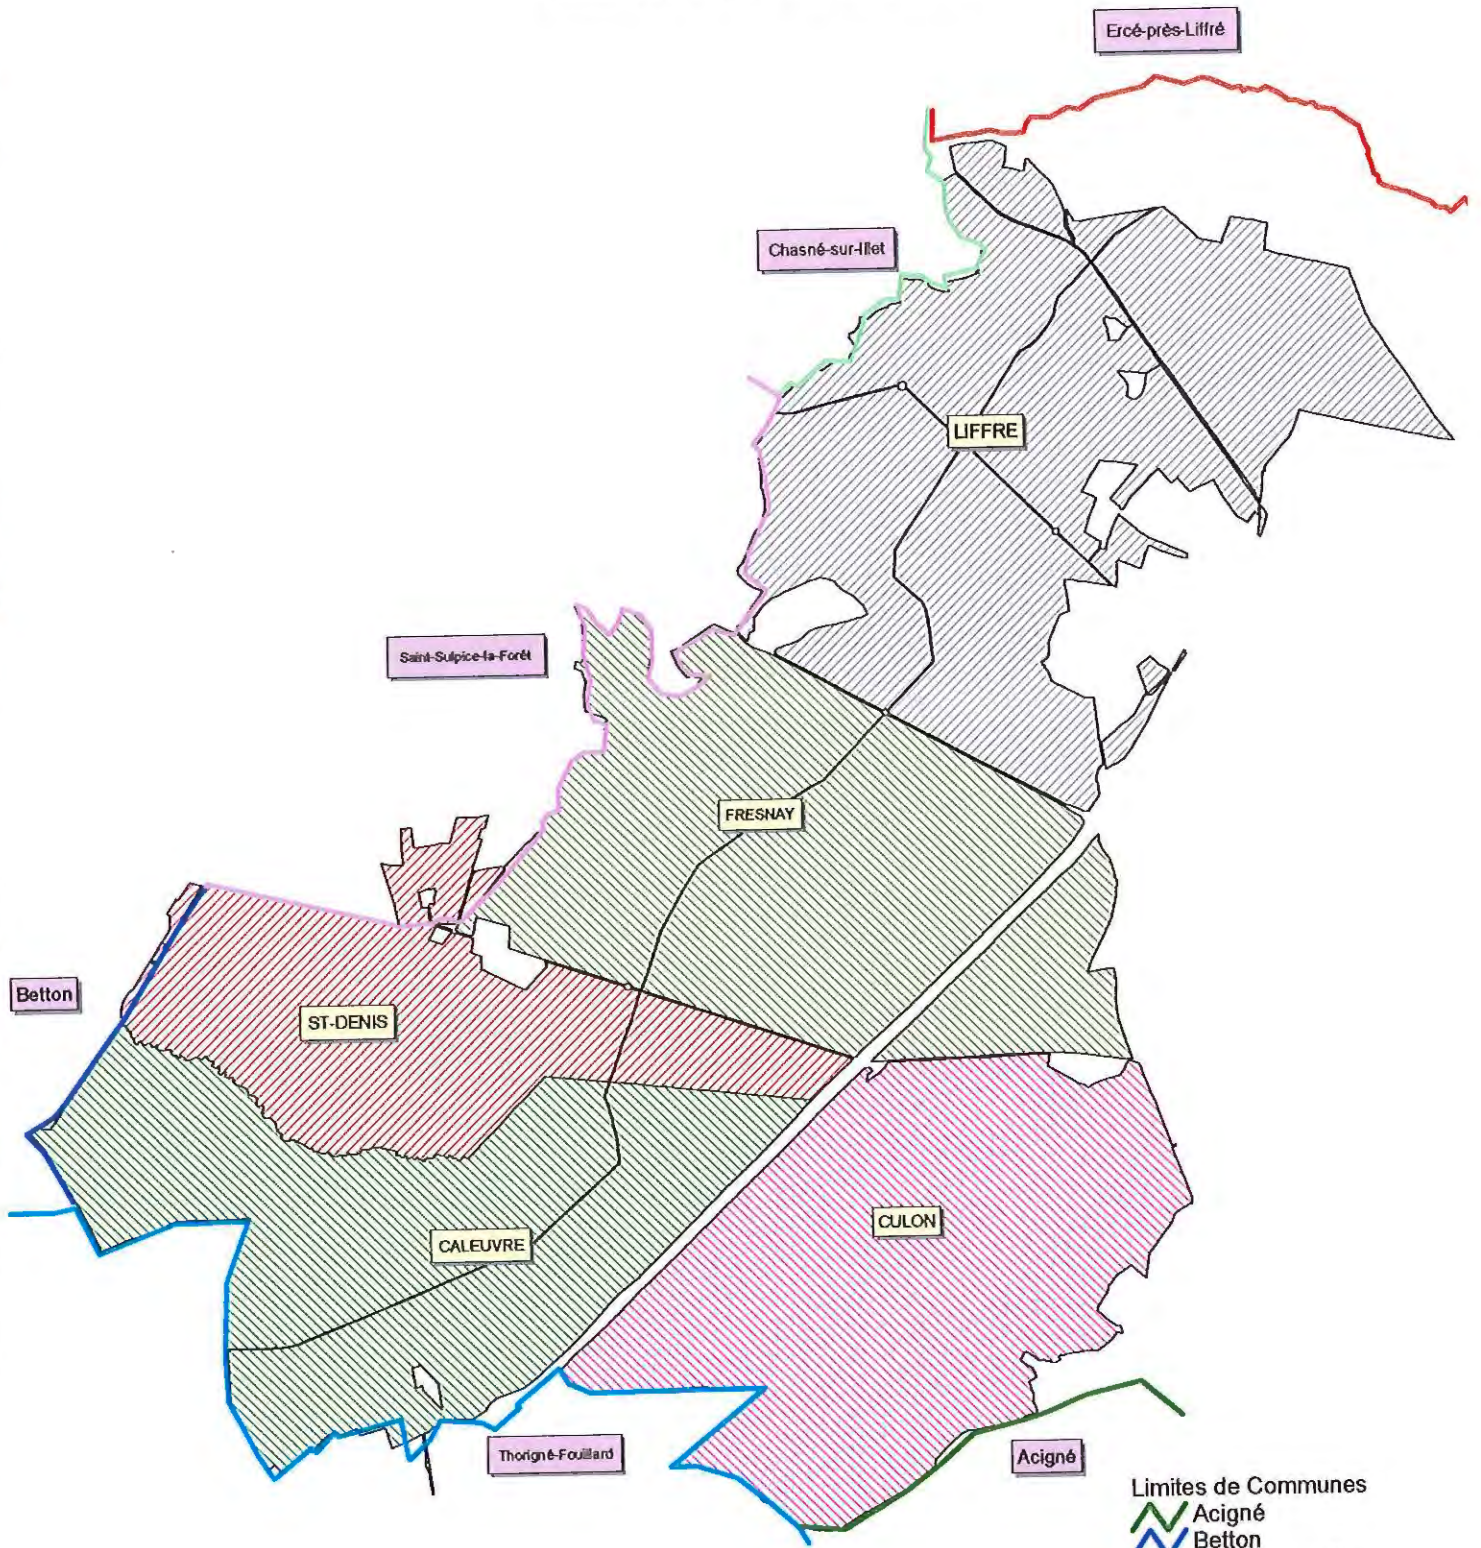 Ercé-près-Liffré
Chasné-sur-Illet
LIFFRE
Saint-Sulpice-la-Forêt
FRESNAY
Betton
ST-DENIS
CULON
CALEUVRE
Thorigné-Fouillard
Acigné
Limites de Communes
Acigné
Betton